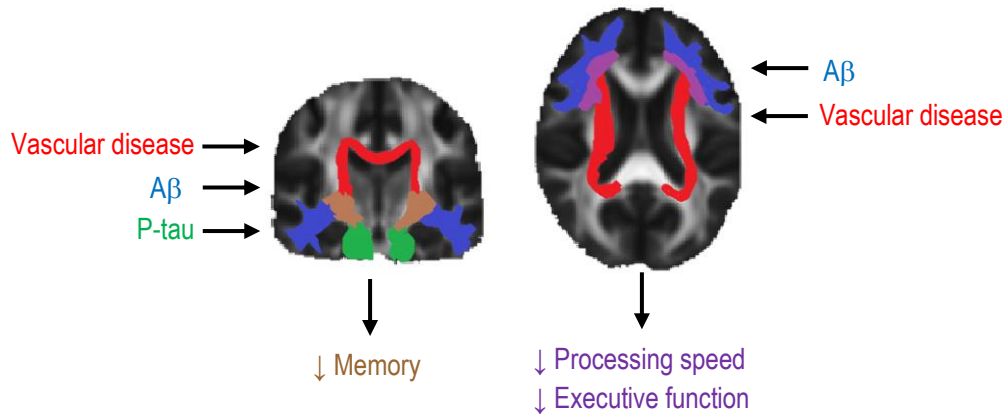 Vascular disease
Aβ
P-tau
↓ Memory
Aβ
Vascular disease
↓ Processing speed
↓ Executive function